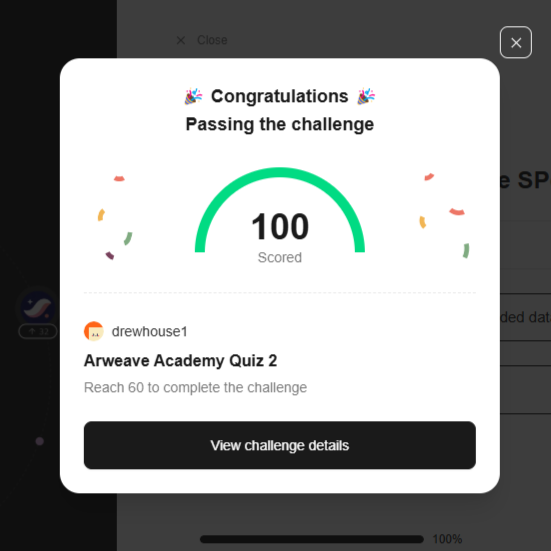 Close
🎉 Congratulations 🎉
Passing the challenge
e SP
100
Scored
ded dat
32
drewhouse1
Arweave Academy Quiz 2
Reach 60 to complete the challenge
View challenge details
100%